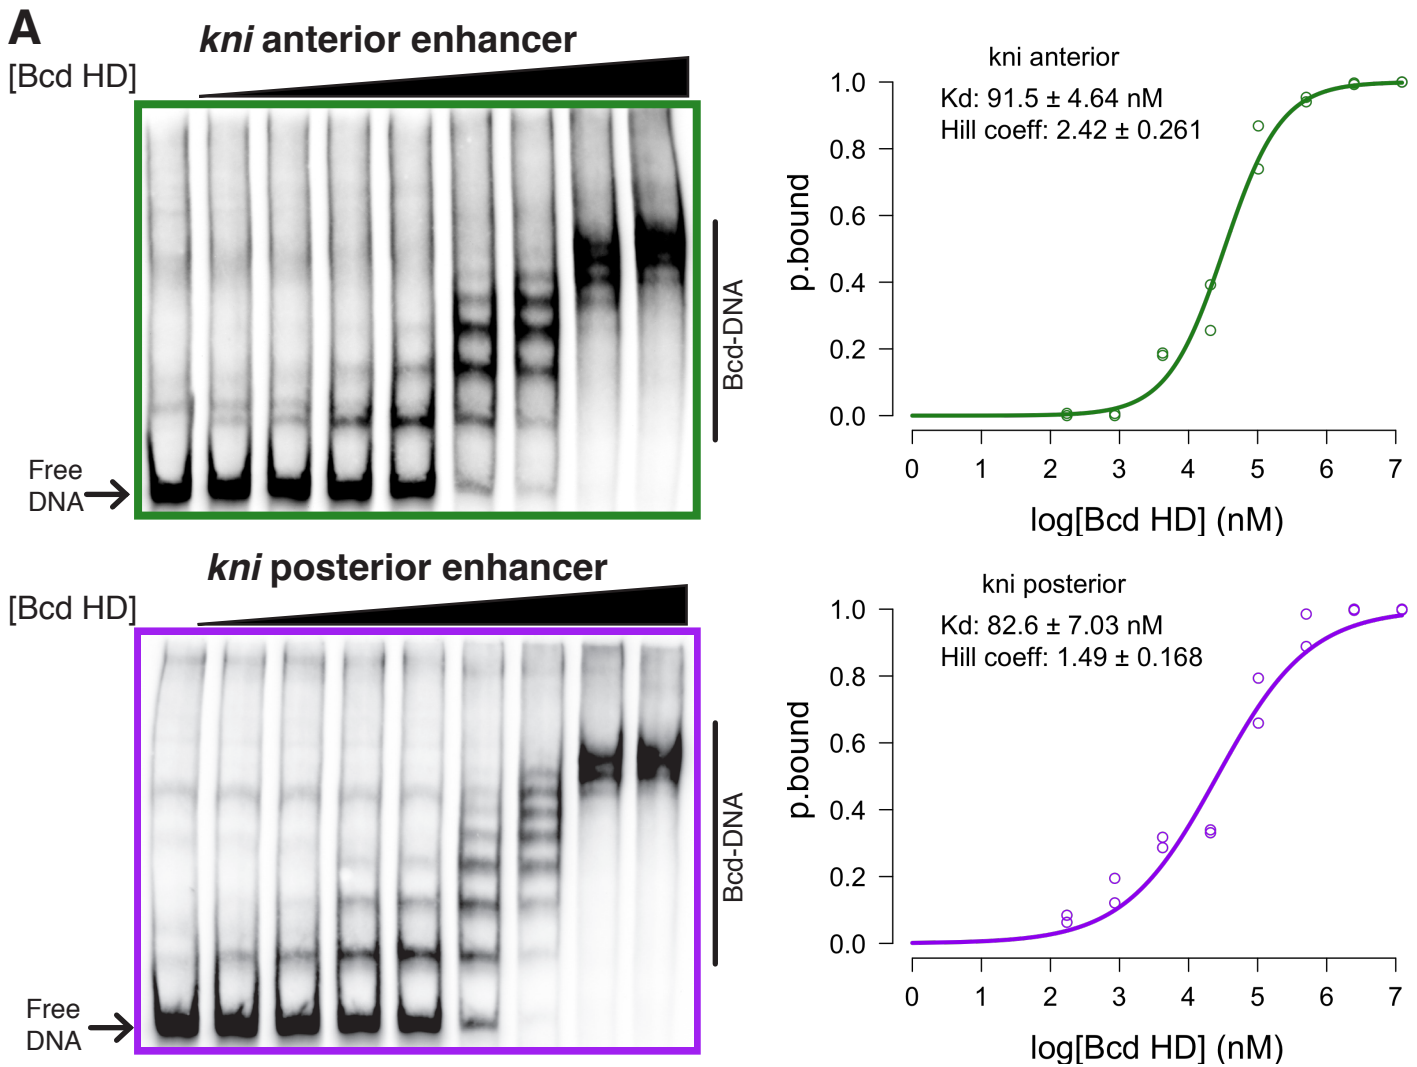 A
kni anterior enhancer
[Bcd HD]
Bcd-DNA
Free
DNA
kni anterior
Kd: 91.5 ± 4.64 nM
Hill coeff: 2.42 ± 0.261
p.bound
1.0
0.8
0.6
0.4
0.2
0.0
0 1 2 3 4 5 6 7
log[Bcd HD] (nM)
kni posterior enhancer
[Bcd HD]
Bcd-DNA
Free
DNA
kni posterior
Kd: 82.6 ± 7.03 nM
Hill coeff: 1.49 ± 0.168
p.bound
1.0
0.8
0.6
0.4
0.2
0.0
0 1 2 3 4 5 6 7
log[Bcd HD] (nM)